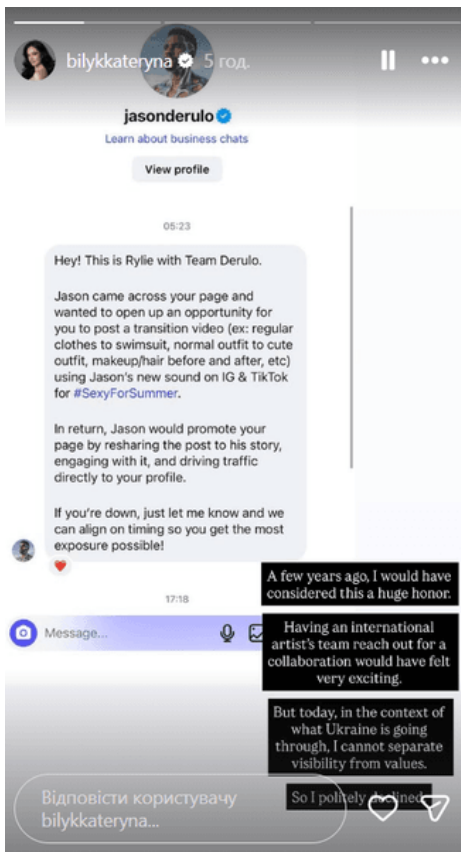 bilykkateryna 5 год.
jasonderulo
Learn about business chats
View profile
05:23
Hey! This is Rylie with Team Derulo.
Jason came across your page and
wanted to open up an opportunity for
you to post a transition video (ex: regular
clothes to swimsuit, normal outfit to cute
outfit, makeup/hair before and after, etc)
using Jason's new sound on IG & TikTok
for #SexyForSummer.
In return, Jason would promote your
page by resharing the post to his story,
engaging with it, and driving traffic
directly to your profile.
If you're down, just let me know and we
can align on timing so you get the most
exposure possible!
17:18
Message...
A few years ago, I would have
considered this a huge honor.
Having an international
artist's team reach out for a
collaboration would have felt
very exciting.
But today, in the context of
what Ukraine is going
through, I cannot separate
visibility from values.
So I politely declined
Відповісти користувачу
bilykkateryna...